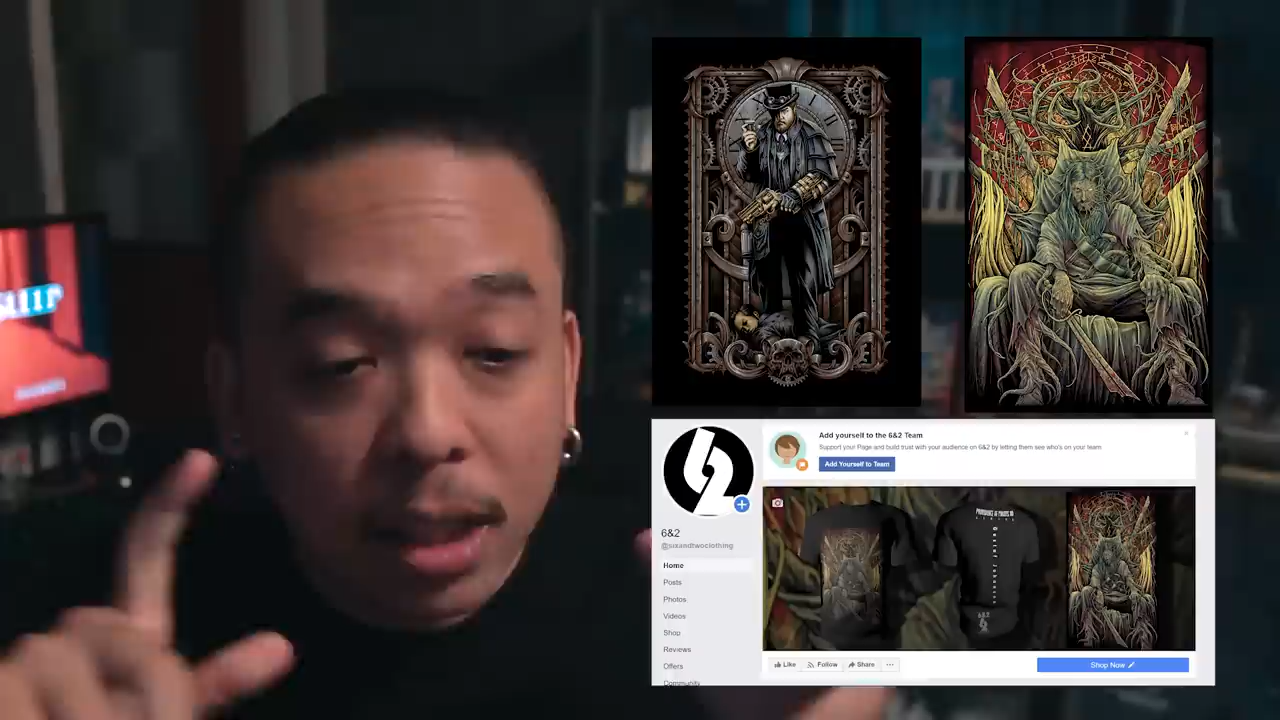 Add yourself to the 6&2 Team
Support your Page and build trust with your audience on 6&2 by letting them see who's on your team.
Add Yourself to Team
6&2
@sixandtwoclothing
Home
Posts
Photos
Videos
Shop
Reviews
Offers
Community
Like
Follow
Share
Shop Now